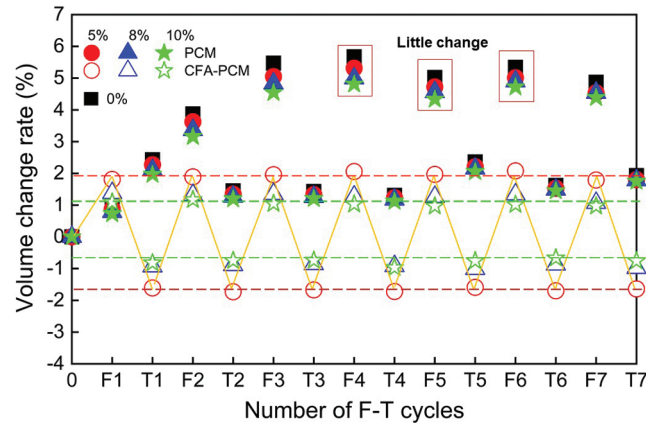 7
6
5
4
3
2
1
0
-1
-2
-3
-4
Volume change rate (%)
5% 8% 10%
PCM
CFA-PCM
0%
Little change
0 F1 T1 F2 T2 F3 T3 F4 T4 F5 T5 F6 T6 F7 T7
Number of F-T cycles